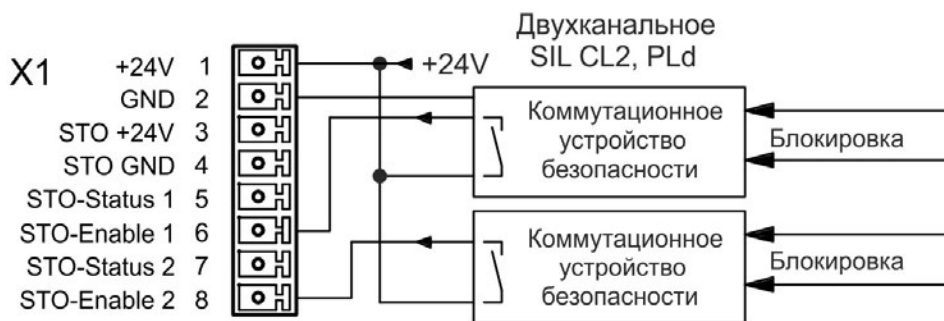 Двухканальное
SIL CL2, PLd
X1
+24V 1
+24V
GND 2
STO +24V 3
STO GND 4
STO-Status 1 5
STO-Enable 1 6
STO-Status 2 7
STO-Enable 2 8
Коммутационное
устройство
безопасности
Блокировка
Коммутационное
устройство
безопасности
Блокировка